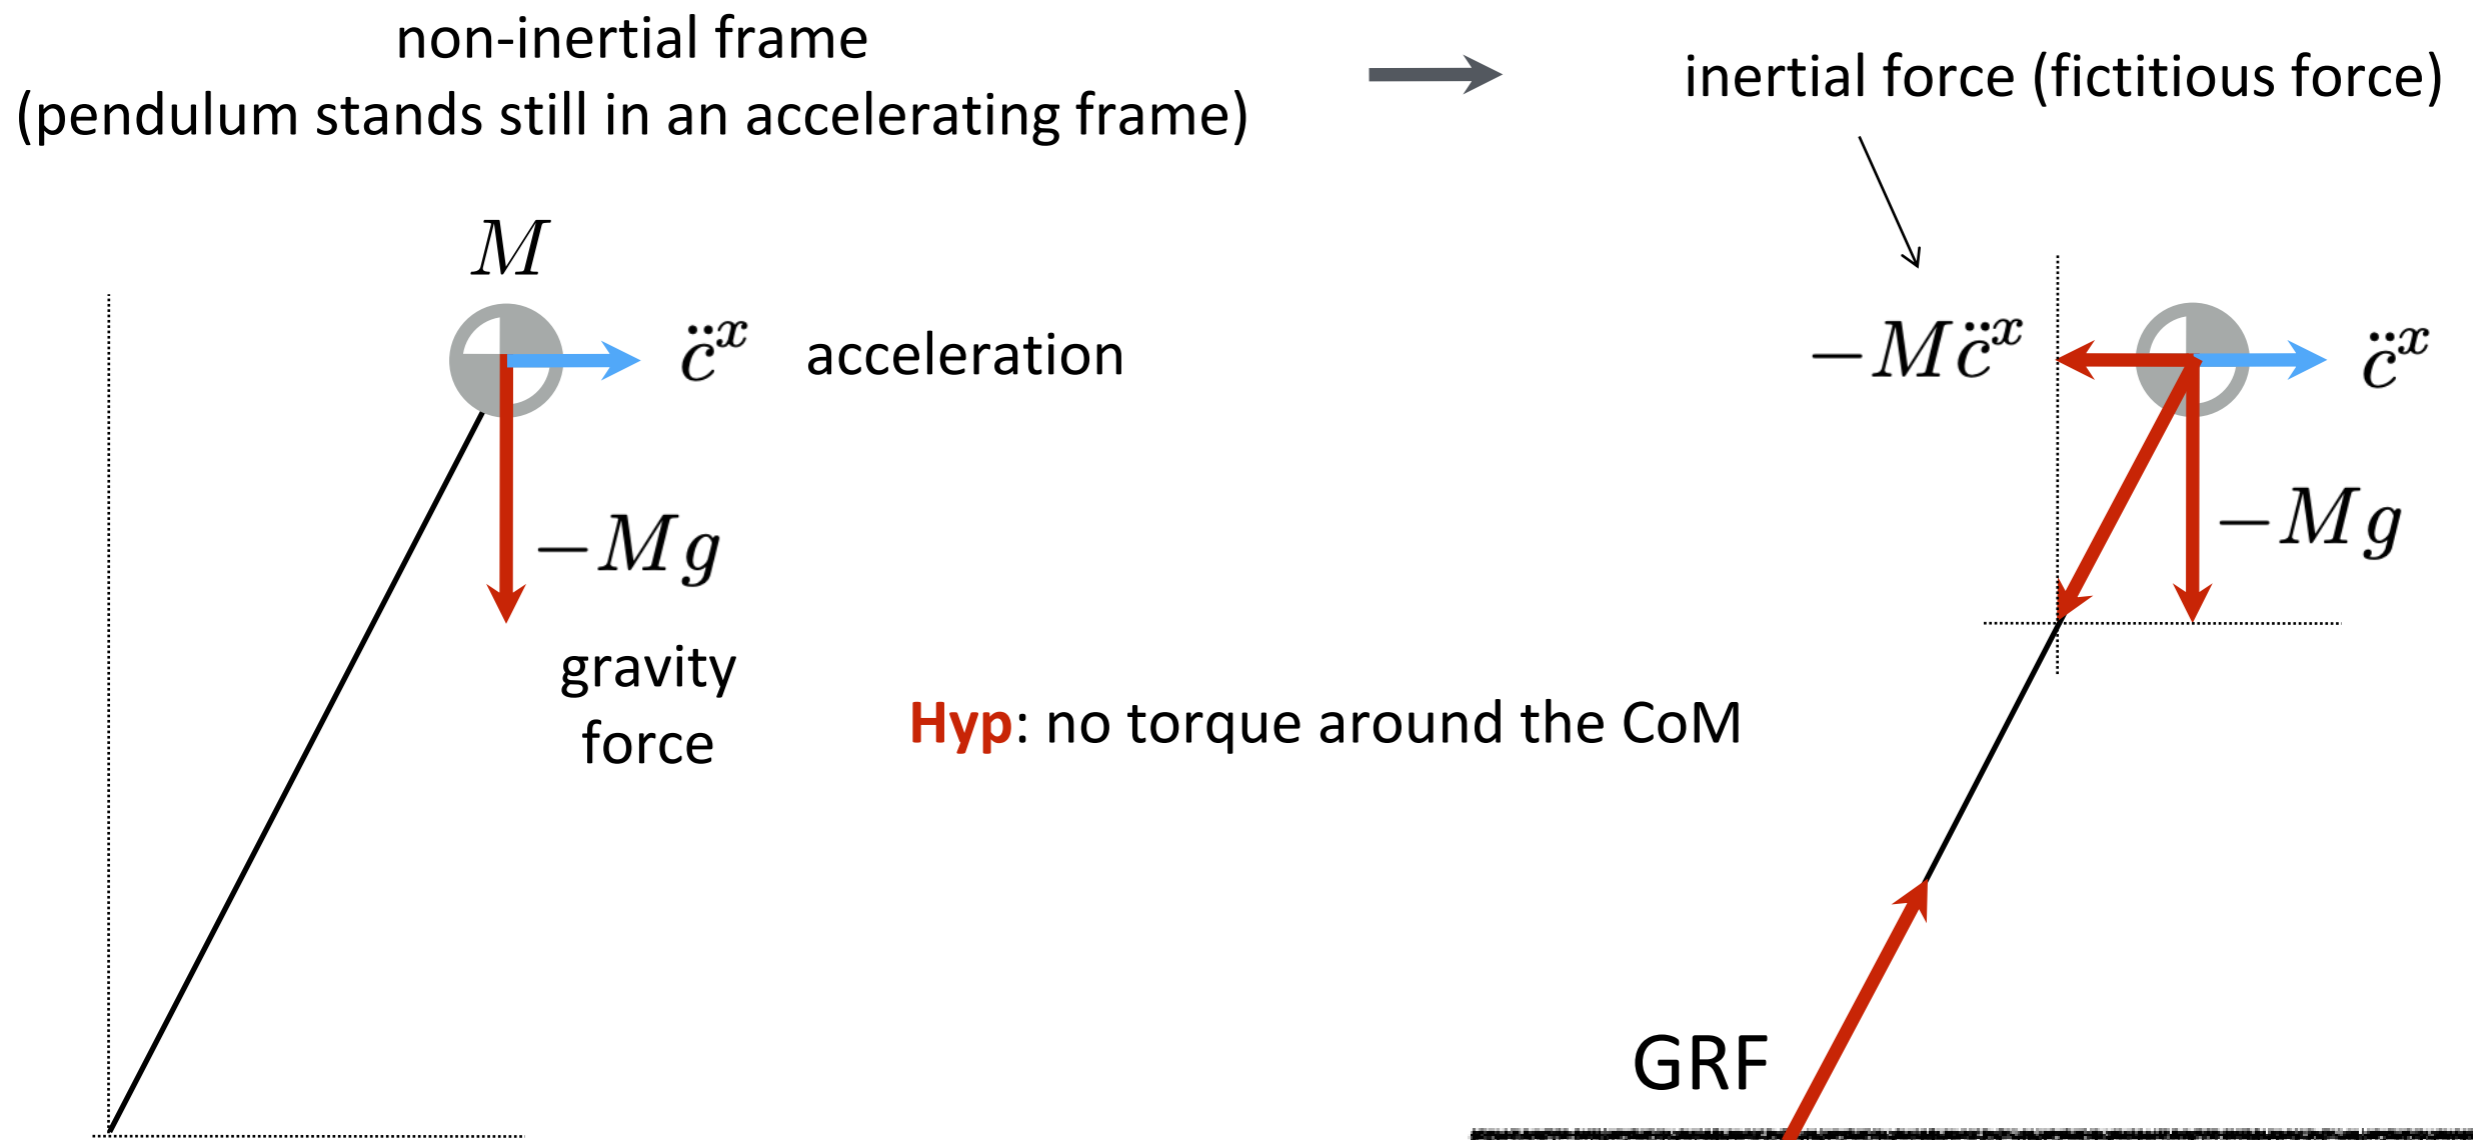 non-inertial frame
(pendulum stands still in an accelerating frame)
inertial force (fictitious force)
M
c̈ˣ acceleration
−Mg
gravity
force
Hyp: no torque around the CoM
−Mc̈ˣ
c̈ˣ
−Mg
GRF